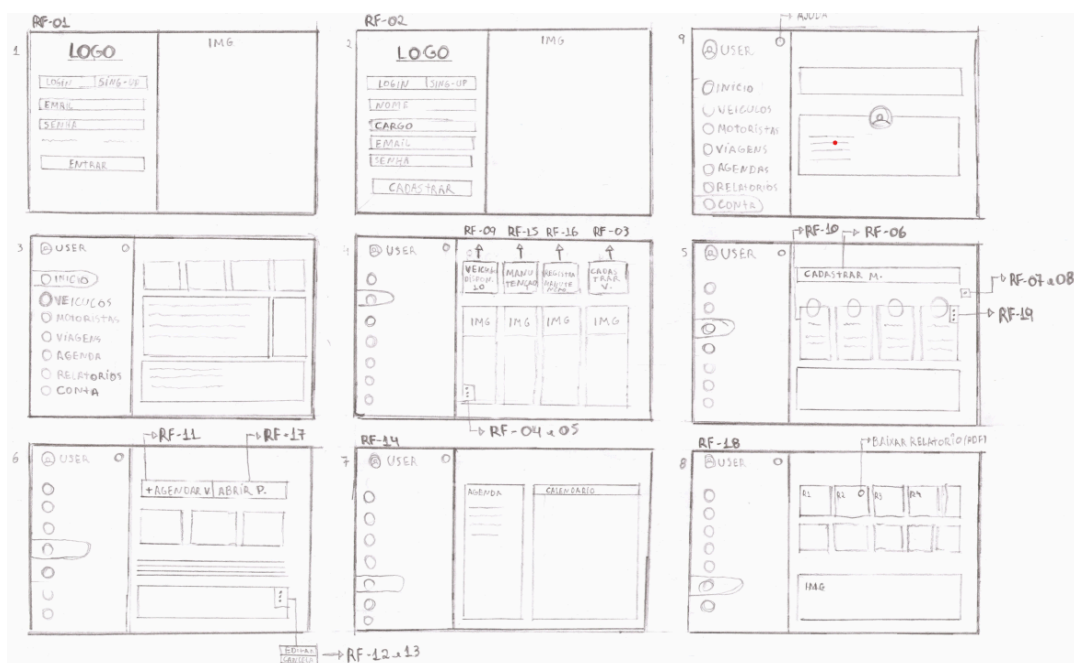 RF-01
1
LOGO
IMG
LOGIN SING-UP
EMAIL
SENHA
ENTRAR
RF-02
2
LOGO
IMG
LOGIN SING-UP
NOME
CARGO
EMAIL
SENHA
CADASTRAR
9
AJUDA
USER
INÍCIO
VEICULOS
MOTORISTAS
VIAGENS
AGENDAS
RELATORIOS
CONTA
3
USER
INICIO
VEICULOS
MOTORISTAS
VIAGENS
AGENDA
RELATORIOS
CONTA
RF-09 RF-15 RF-16 RF-03
4
USER
MANU
TENÇAO
CADAS
TRAR
V.
IMG IMG IMG IMG
RF-04 e 05
RF-10 RF-06
5
USER
CADASTRAR M.
RF-07 e 08
RF-19
RF-11 RF-17
6
USER
+AGENDAR V ABRIR P.
EDITAR
CANCELA
RF-12 e 13
RF-14
7
USER
AGENDA
CALENDARIO
RF-18
8
USER
BAIXAR RELATORIO/PDF
R1 R2 R3 R4
IMG